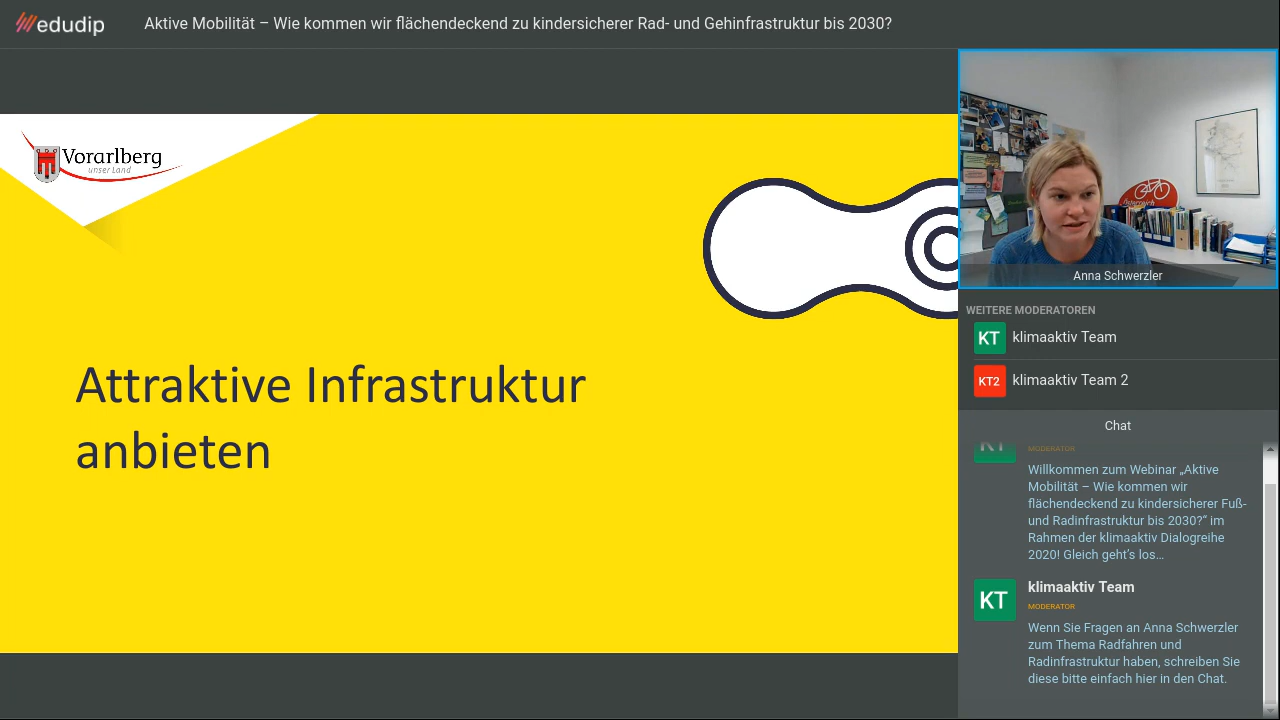 edudip
Aktive Mobilität – Wie kommen wir flächendeckend zu kindersicherer Rad- und Gehinfrastruktur bis 2030?
Vorarlberg
unser Land
Attraktive Infrastruktur
anbieten
Österreich
Anna Schwerzler
WEITERE MODERATOREN
KT
klimaaktiv Team
KT2
klimaaktiv Team 2
Chat
KT
MODERATOR
Willkommen zum Webinar „Aktive
Mobilität – Wie kommen wir
flächendeckend zu kindersicherer Fuß-
und Radinfrastruktur bis 2030?“ im
Rahmen der klimaaktiv Dialogreihe
2020! Gleich geht's los…
KT
klimaaktiv Team
MODERATOR
Wenn Sie Fragen an Anna Schwerzler
zum Thema Radfahren und
Radinfrastruktur haben, schreiben Sie
diese bitte einfach hier in den Chat.